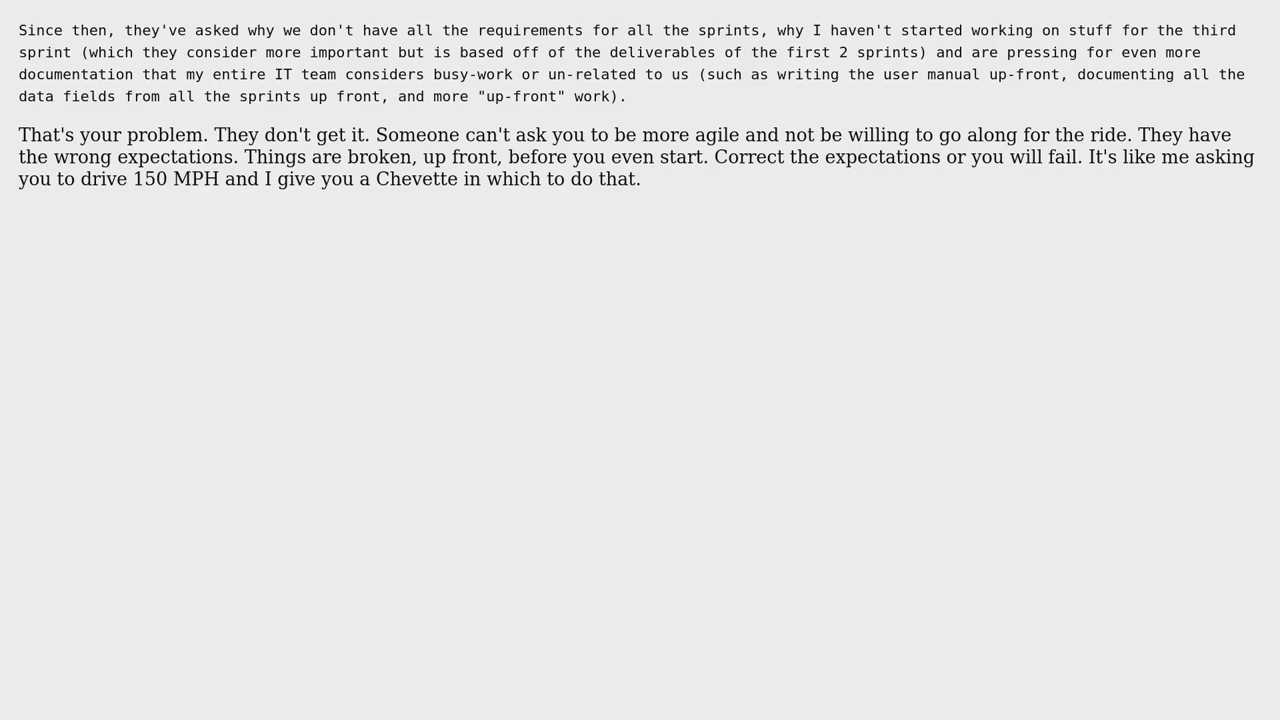 Since then, they've asked why we don't have all the requirements for all the sprints, why I haven't started working on stuff for the third
sprint (which they consider more important but is based off of the deliverables of the first 2 sprints) and are pressing for even more
documentation that my entire IT team considers busy-work or un-related to us (such as writing the user manual up-front, documenting all the
data fields from all the sprints up front, and more "up-front" work).
That's your problem. They don't get it. Someone can't ask you to be more agile and not be willing to go along for the ride. They have
the wrong expectations. Things are broken, up front, before you even start. Correct the expectations or you will fail. It's like me asking
you to drive 150 MPH and I give you a Chevette in which to do that.